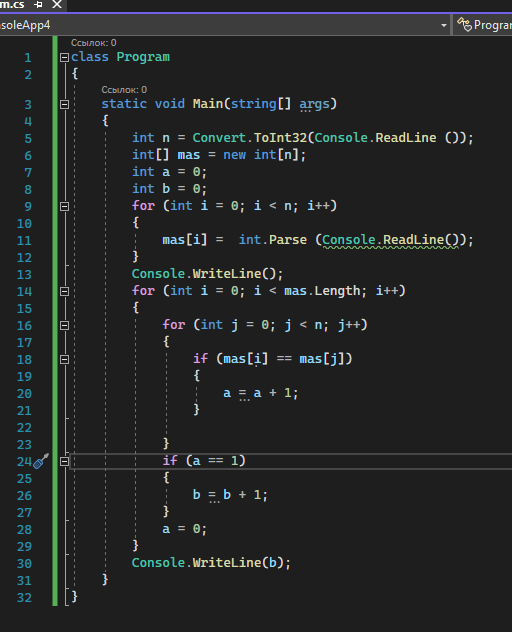 m.cs
soleApp4 Program
Ссылок: 0
1 class Program
2 {
Ссылок: 0
3 static void Main(string[] args)
4 {
5 int n = Convert.ToInt32(Console.ReadLine ());
6 int[] mas = new int[n];
7 int a = 0;
8 int b = 0;
9 for (int i = 0; i < n; i++)
10 {
11 mas[i] =  int.Parse (Console.ReadLine());
12 }
13 Console.WriteLine();
14 for (int i = 0; i < mas.Length; i++)
15 {
16 for (int j = 0; j < n; j++)
17 {
18 if (mas[i] == mas[j])
19 {
20 a = a + 1;
21 }
22
23 }
24 if (a == 1)
25 {
26 b = b + 1;
27 }
28 a = 0;
29 }
30 Console.WriteLine(b);
31 }
32 }